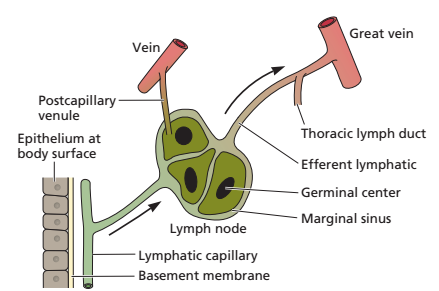 Great vein
Vein
Postcapillary
venule
Thoracic lymph duct
Epithelium at
body surface
Efferent lymphatic
Germinal center
Marginal sinus
Lymph node
Lymphatic capillary
Basement membrane